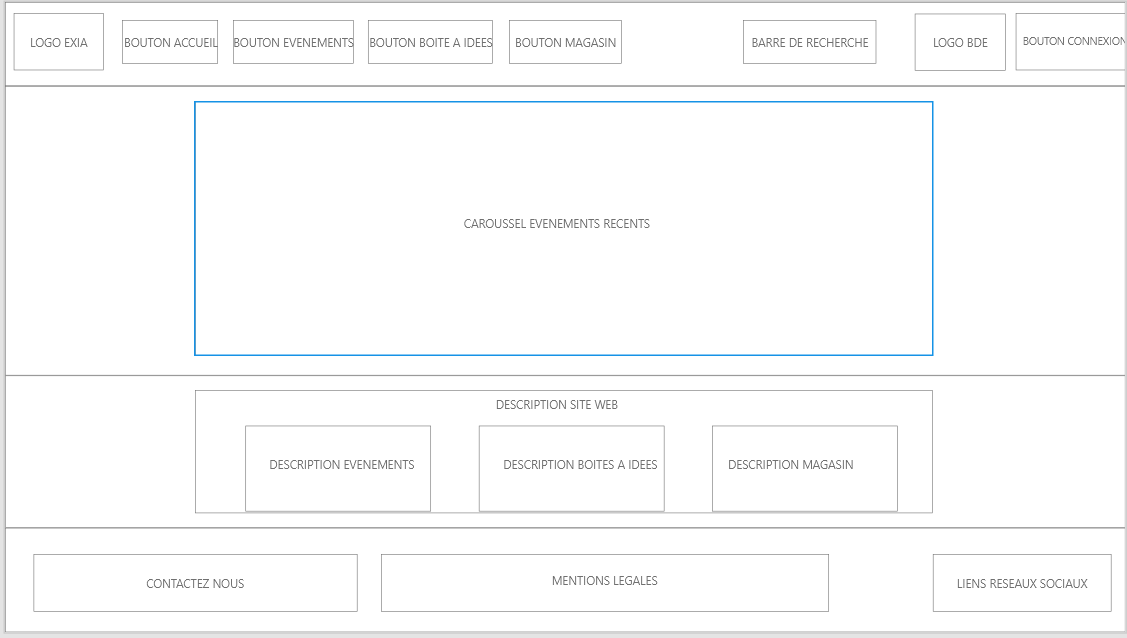 LOGO EXIA
BOUTON ACCUEIL
BOUTON EVENEMENTS
BOUTON BOITE A IDEES
BOUTON MAGASIN
BARRE DE RECHERCHE
LOGO BDE
BOUTON CONNEXION
CAROUSSEL EVENEMENTS RECENTS
DESCRIPTION SITE WEB
DESCRIPTION EVENEMENTS
DESCRIPTION BOITES A IDEES
DESCRIPTION MAGASIN
CONTACTEZ NOUS
MENTIONS LEGALES
LIENS RESEAUX SOCIAUX